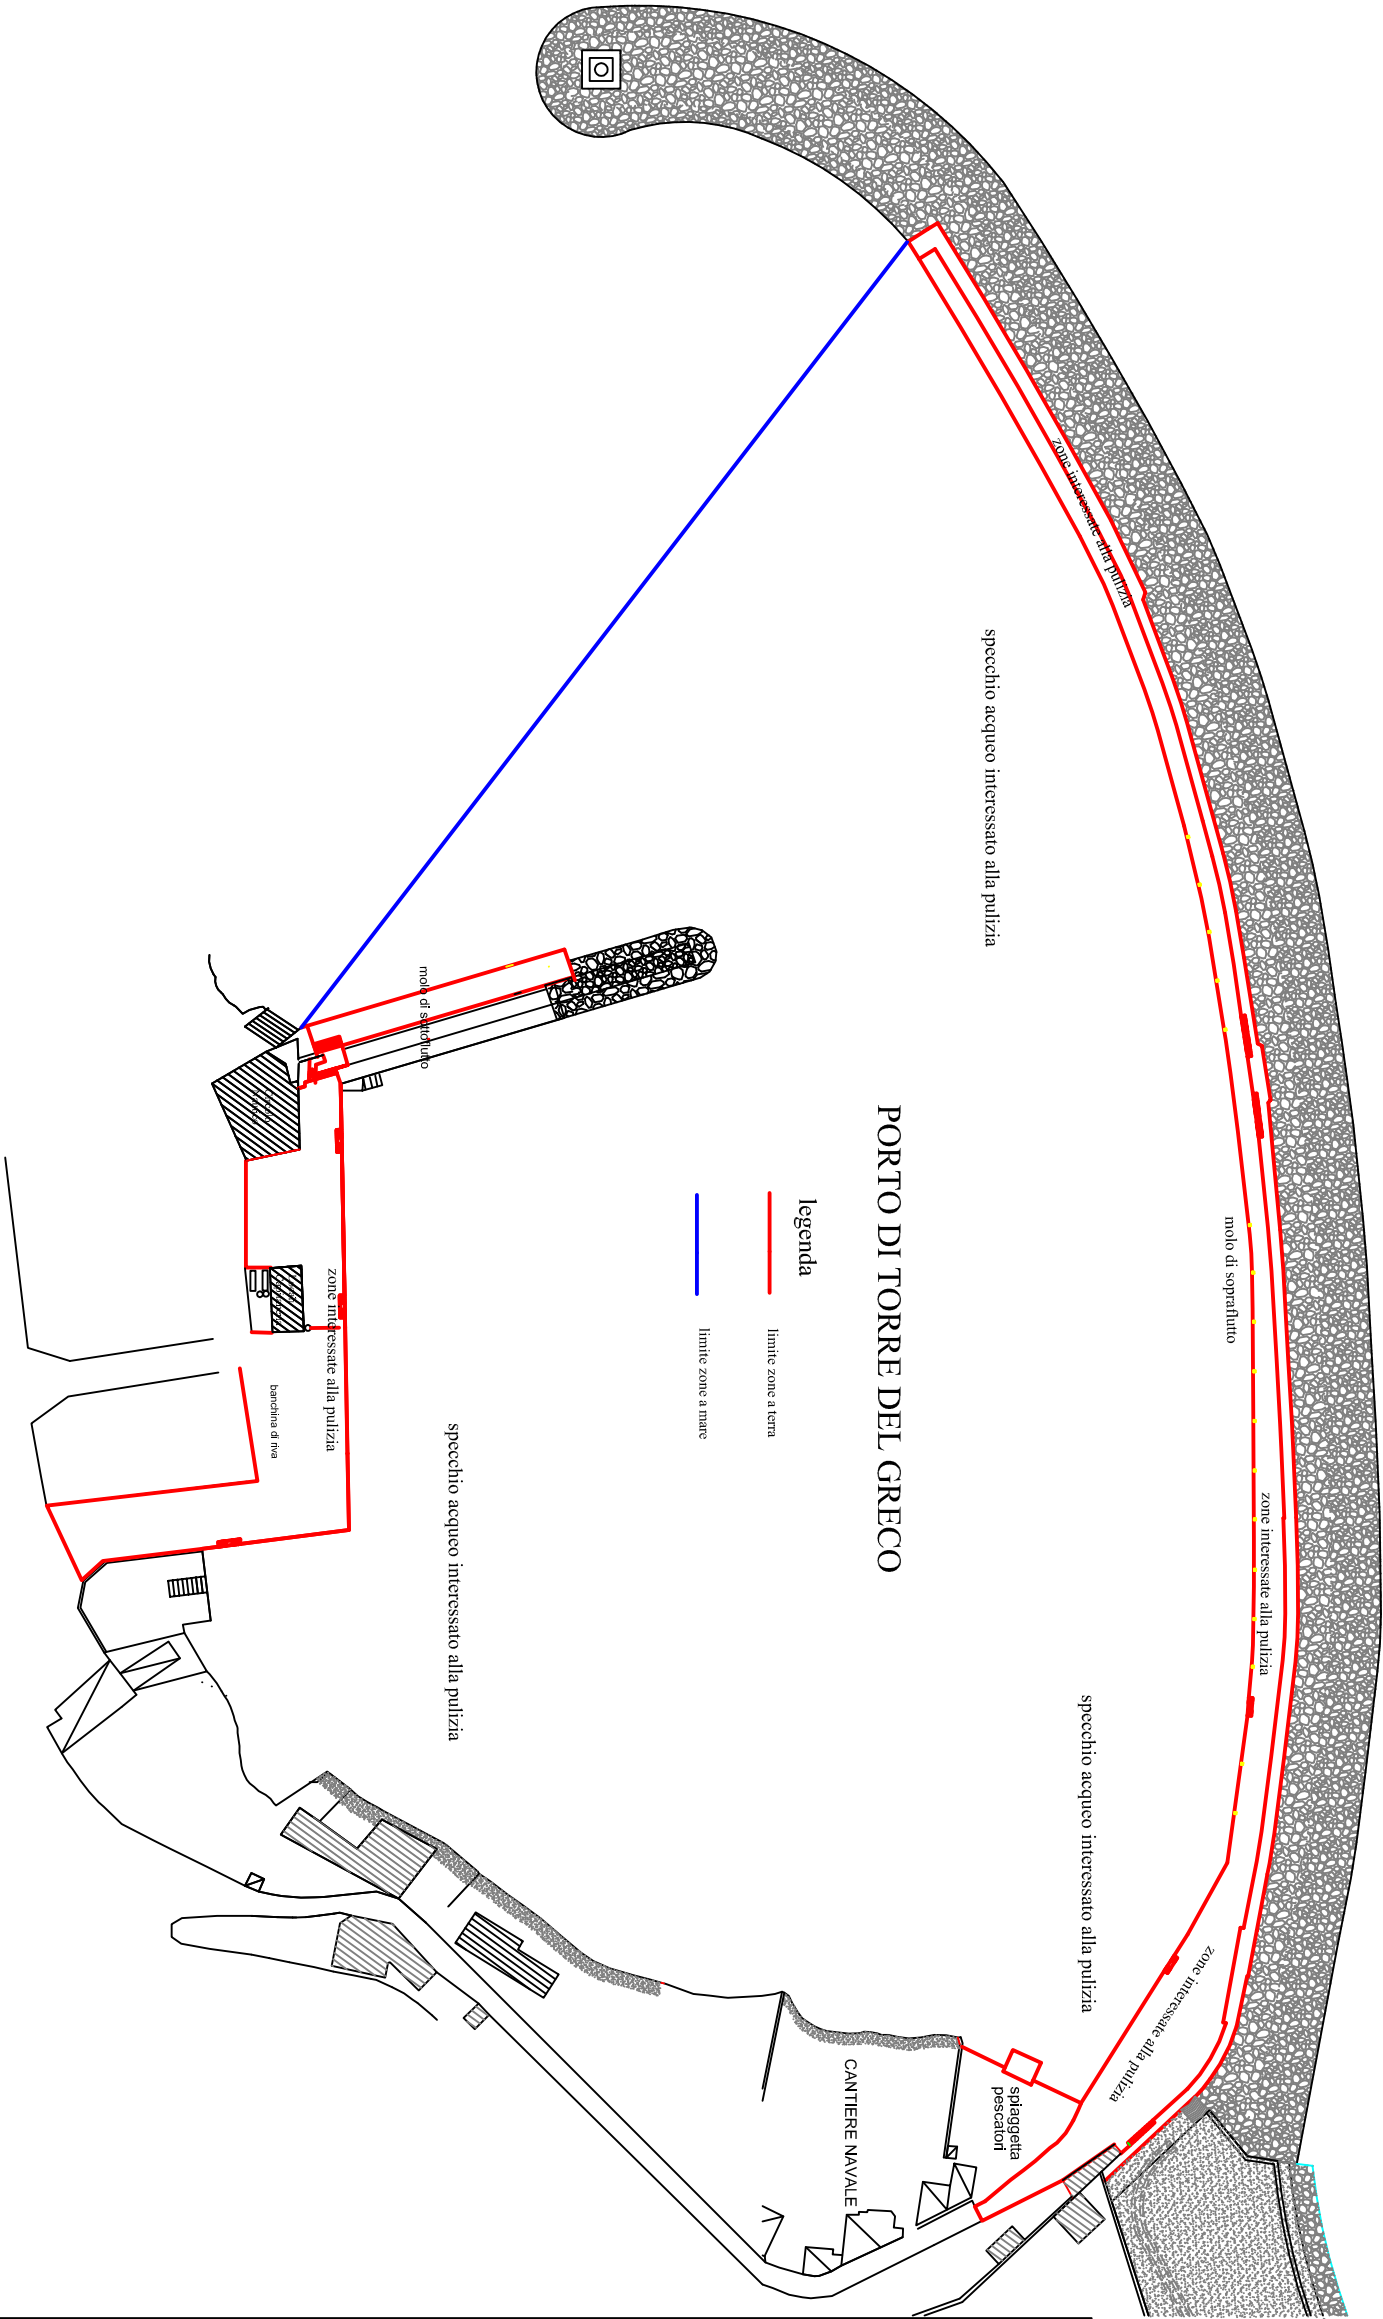 PORTO DI TORRE DEL GRECO
legenda
limite zone a terra
limite zone a mare
zone interessate alla pulizia
specchio acqueo interessato alla pulizia
molo di sopraflutto
zone interessate alla pulizia
specchio acqueo interessato alla pulizia
zone interessate alla pulizia
spiaggetta
pescatori
CANTIERE NAVALE
molo di sottoflutto
zone interessate alla pulizia
banchina di riva
specchio acqueo interessato alla pulizia